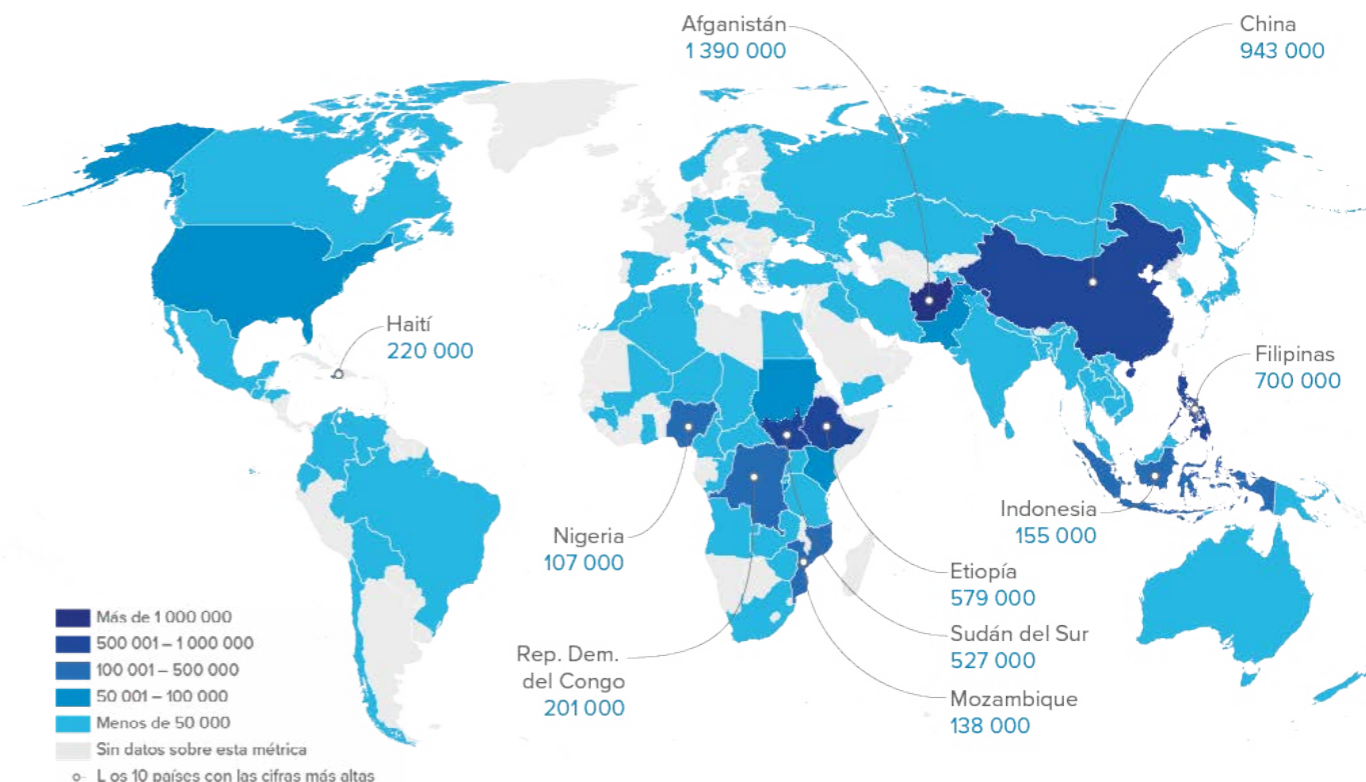 Afganistán
1 390 000
China
943 000
Haití
220 000
Filipinas
700 000
Indonesia
155 000
Nigeria
107 000
Etiopía
579 000
Sudán del Sur
527 000
Rep. Dem.
del Congo
201 000
Mozambique
138 000
Más de 1 000 000
500 001 – 1 000 000
100 001 – 500 000
50 001 – 100 000
Menos de 50 000
Sin datos sobre esta métrica
L os 10 países con las cifras más altas